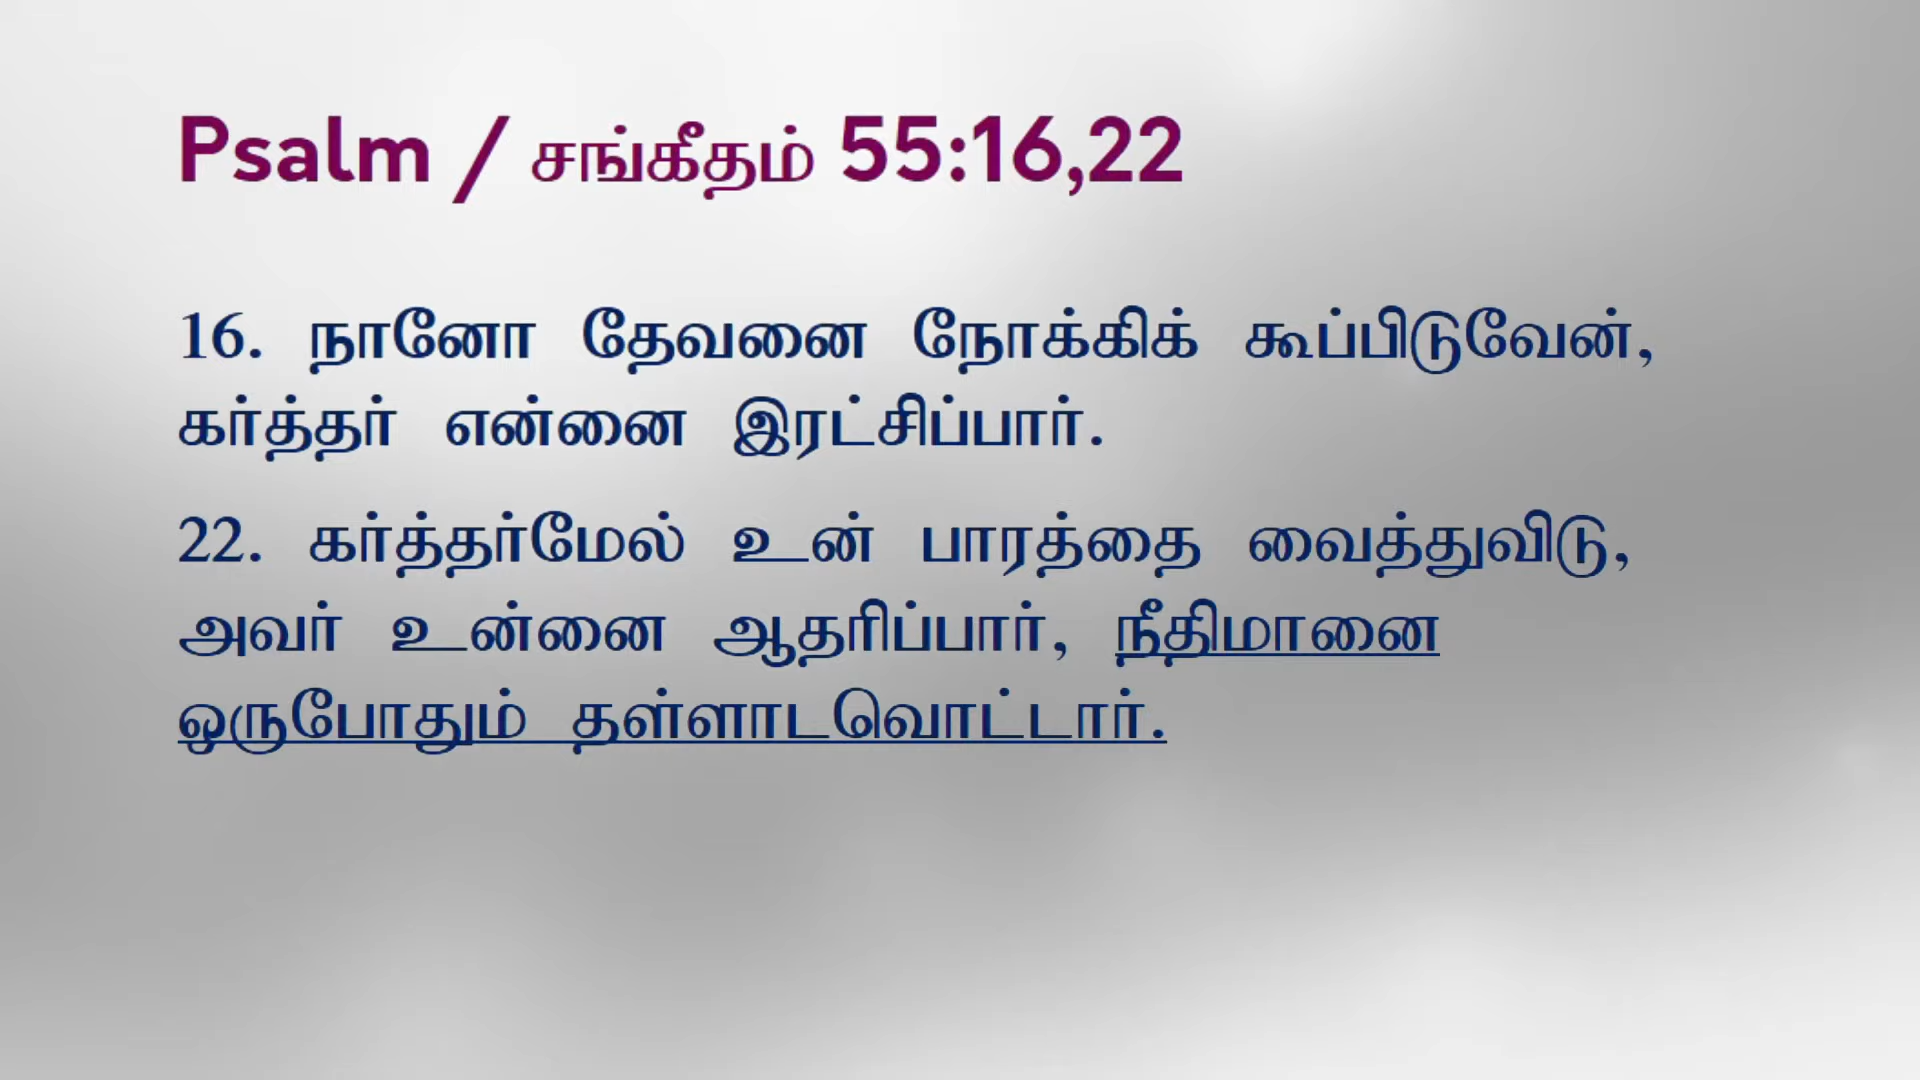 Psalm / சங்கீதம் 55:16,22
16. நானோ தேவனை நோக்கிக் கூப்பிடுவேன்,
கர்த்தர் என்னை இரட்சிப்பார்.
22. கர்த்தர்மேல் உன் பாரத்தை வைத்துவிடு,
அவர் உன்னை ஆதரிப்பார், நீதிமானை
ஒருபோதும் தள்ளாடவொட்டார்.